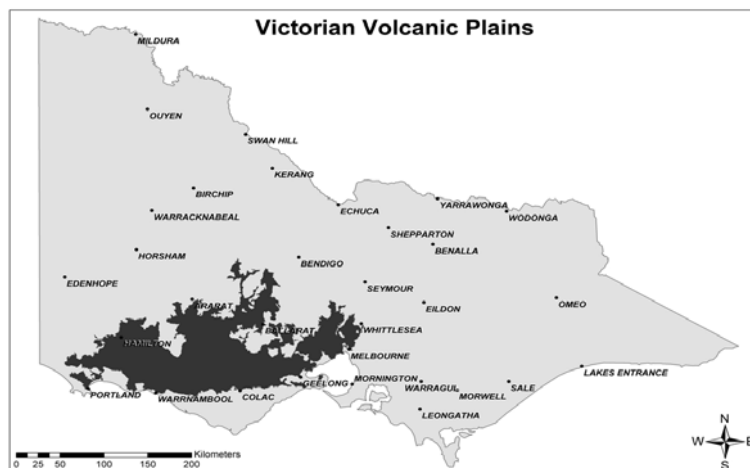 Victorian Volcanic Plains
MILDURA
OUYEN
SWAN HILL
KERANG
BIRCHIP
ECHUCA
YARRAWONGA
WODONGA
WARRACKNABEAL
SHEPPARTON
BENALLA
HORSHAM
BENDIGO
EDENHOPE
SEYMOUR
ARARAT
EILDON
OMEO
BALLARAT
WHITTLESEA
HAMILTON
MELBOURNE
LAKES ENTRANCE
GEELONG
MORNINGTON
WARRAGUL
SALE
PORTLAND
WARRNAMBOOL
COLAC
MORWELL
LEONGATHA
N
W E
S
Kilometers
0 25 50 100 150 200